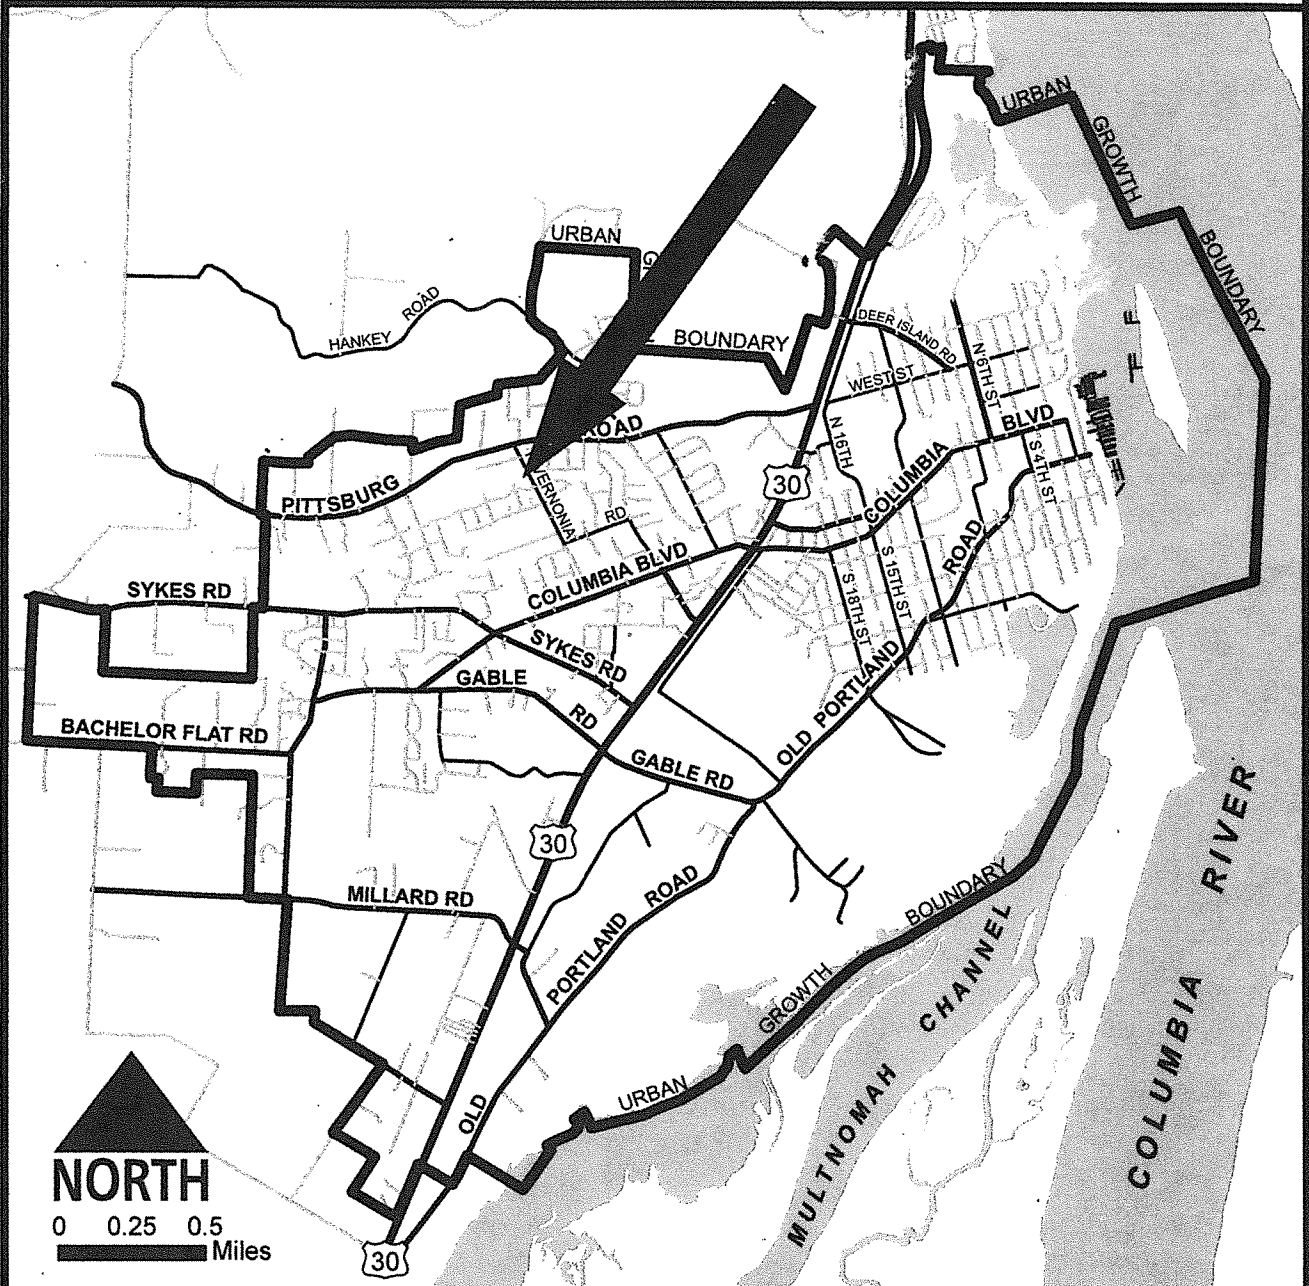 URBAN
GROWTH
BOUNDARY
URBAN
BOUNDARY
HANKEY
ROAD
DEER ISLAND RD
WEST ST
N 6TH ST
N 16TH
COLUMBIA
BLVD
S 4TH ST
ROAD
PITTSBURG
30
RD
COLUMBIA BLVD
S 15TH ST
S 18TH ST
ROAD
SYKES RD
SYKES RD
GABLE
RD
BACHELOR FLAT RD
GABLE RD
OLD PORTLAND
30
MILLARD RD
PORTLAND
ROAD
OLD
URBAN
GROWTH
BOUNDARY
MULTNOMAH CHANNEL
COLUMBIA
RIVER
NORTH
0 0.25 0.5
Miles
30